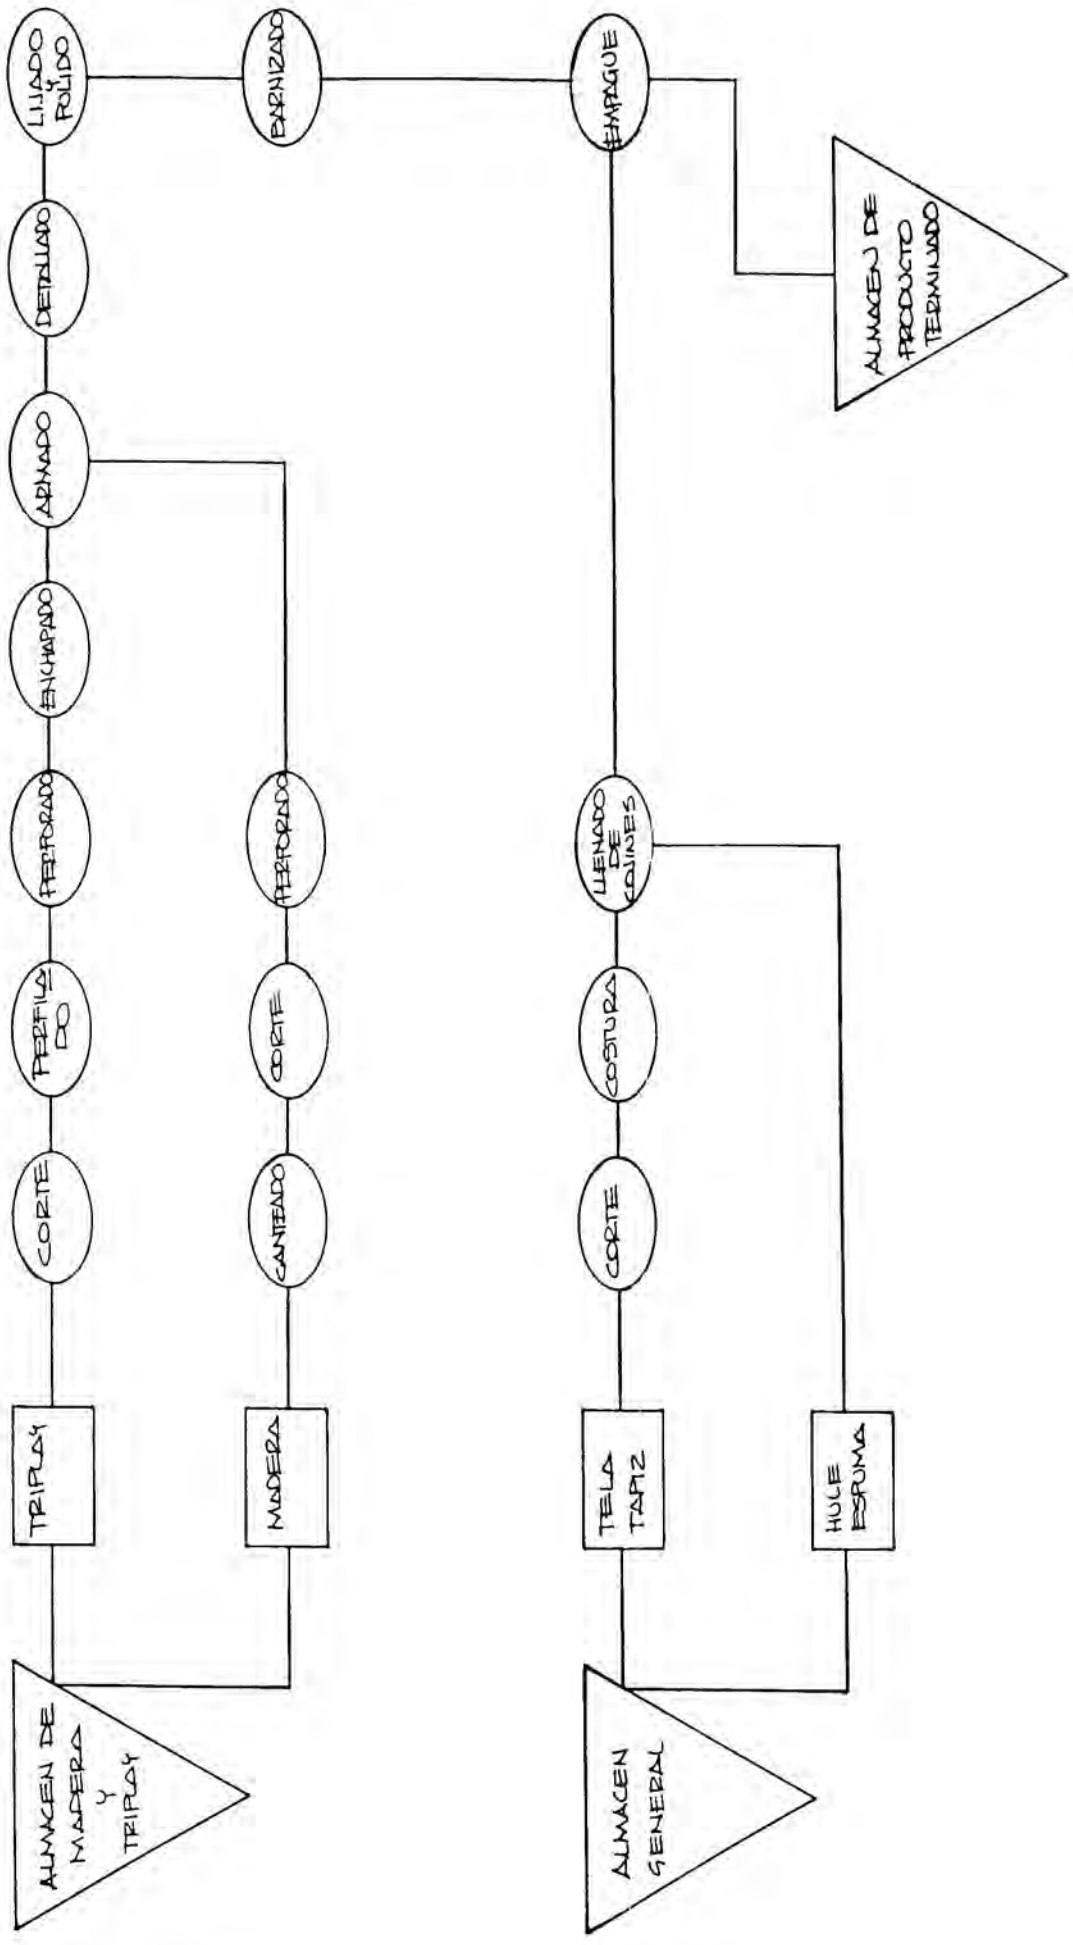 ALMACEN DE
MADERA
Y
TRIPLAY
TRIPLAY
CORTE
PERFILA
DO
PERFORADO
ENCHAPADO
ARMADO
DETALLADO
LIJADO
Y
PULIDO
MADERA
CANTEADO
CORTE
PERFORADO
BARNIZADO
ALMACEN
GENERAL
TELA
TAPIZ
CORTE
COSTURA
LLENADO
DE
COJINES
EMPAQUE
HULE
ESPUMA
ALMACEN DE
PRODUCTO
TERMINADO